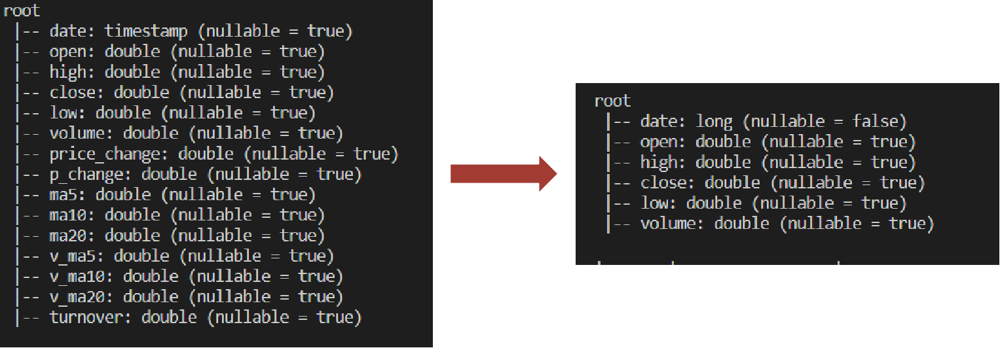 root
|-- date: timestamp (nullable = true)
|-- open: double (nullable = true)
|-- high: double (nullable = true)
|-- close: double (nullable = true)
|-- low: double (nullable = true)
|-- volume: double (nullable = true)
|-- price_change: double (nullable = true)
|-- p_change: double (nullable = true)
|-- ma5: double (nullable = true)
|-- ma10: double (nullable = true)
|-- ma20: double (nullable = true)
|-- v_ma5: double (nullable = true)
|-- v_ma10: double (nullable = true)
|-- v_ma20: double (nullable = true)
|-- turnover: double (nullable = true)
root
|-- date: long (nullable = false)
|-- open: double (nullable = true)
|-- high: double (nullable = true)
|-- close: double (nullable = true)
|-- low: double (nullable = true)
|-- volume: double (nullable = true)